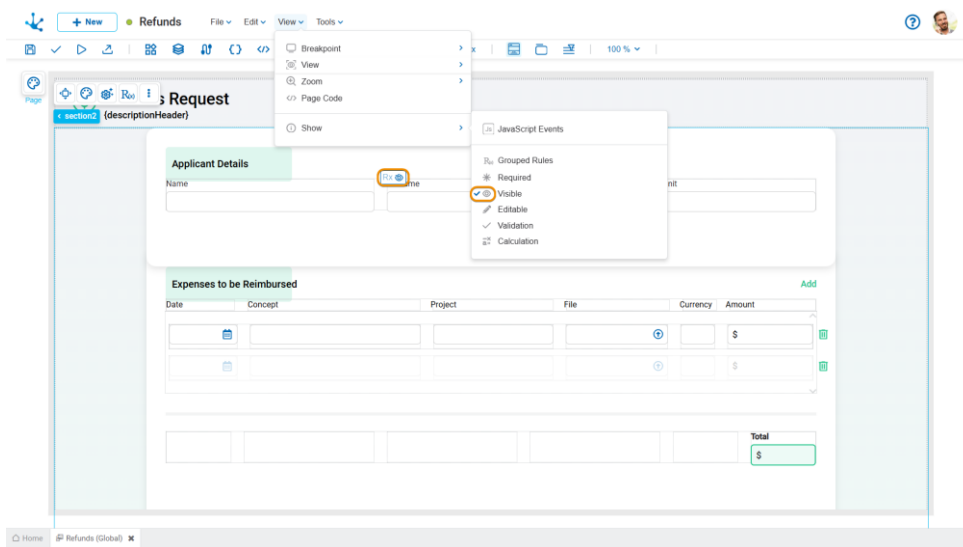 + New
Refunds
File
Edit
View
Tools
100 %
Breakpoint
View
Zoom
Page Code
Show
JavaScript Events
Grouped Rules
Required
Visible
Editable
Validation
Calculation
Page
s Request
section2
{descriptionHeader}
Applicant Details
Rx
Name
me
nit
Expenses to be Reimbursed
Add
Date Concept Project File Currency Amount
$
$
Total
$
Home
Refunds (Global)